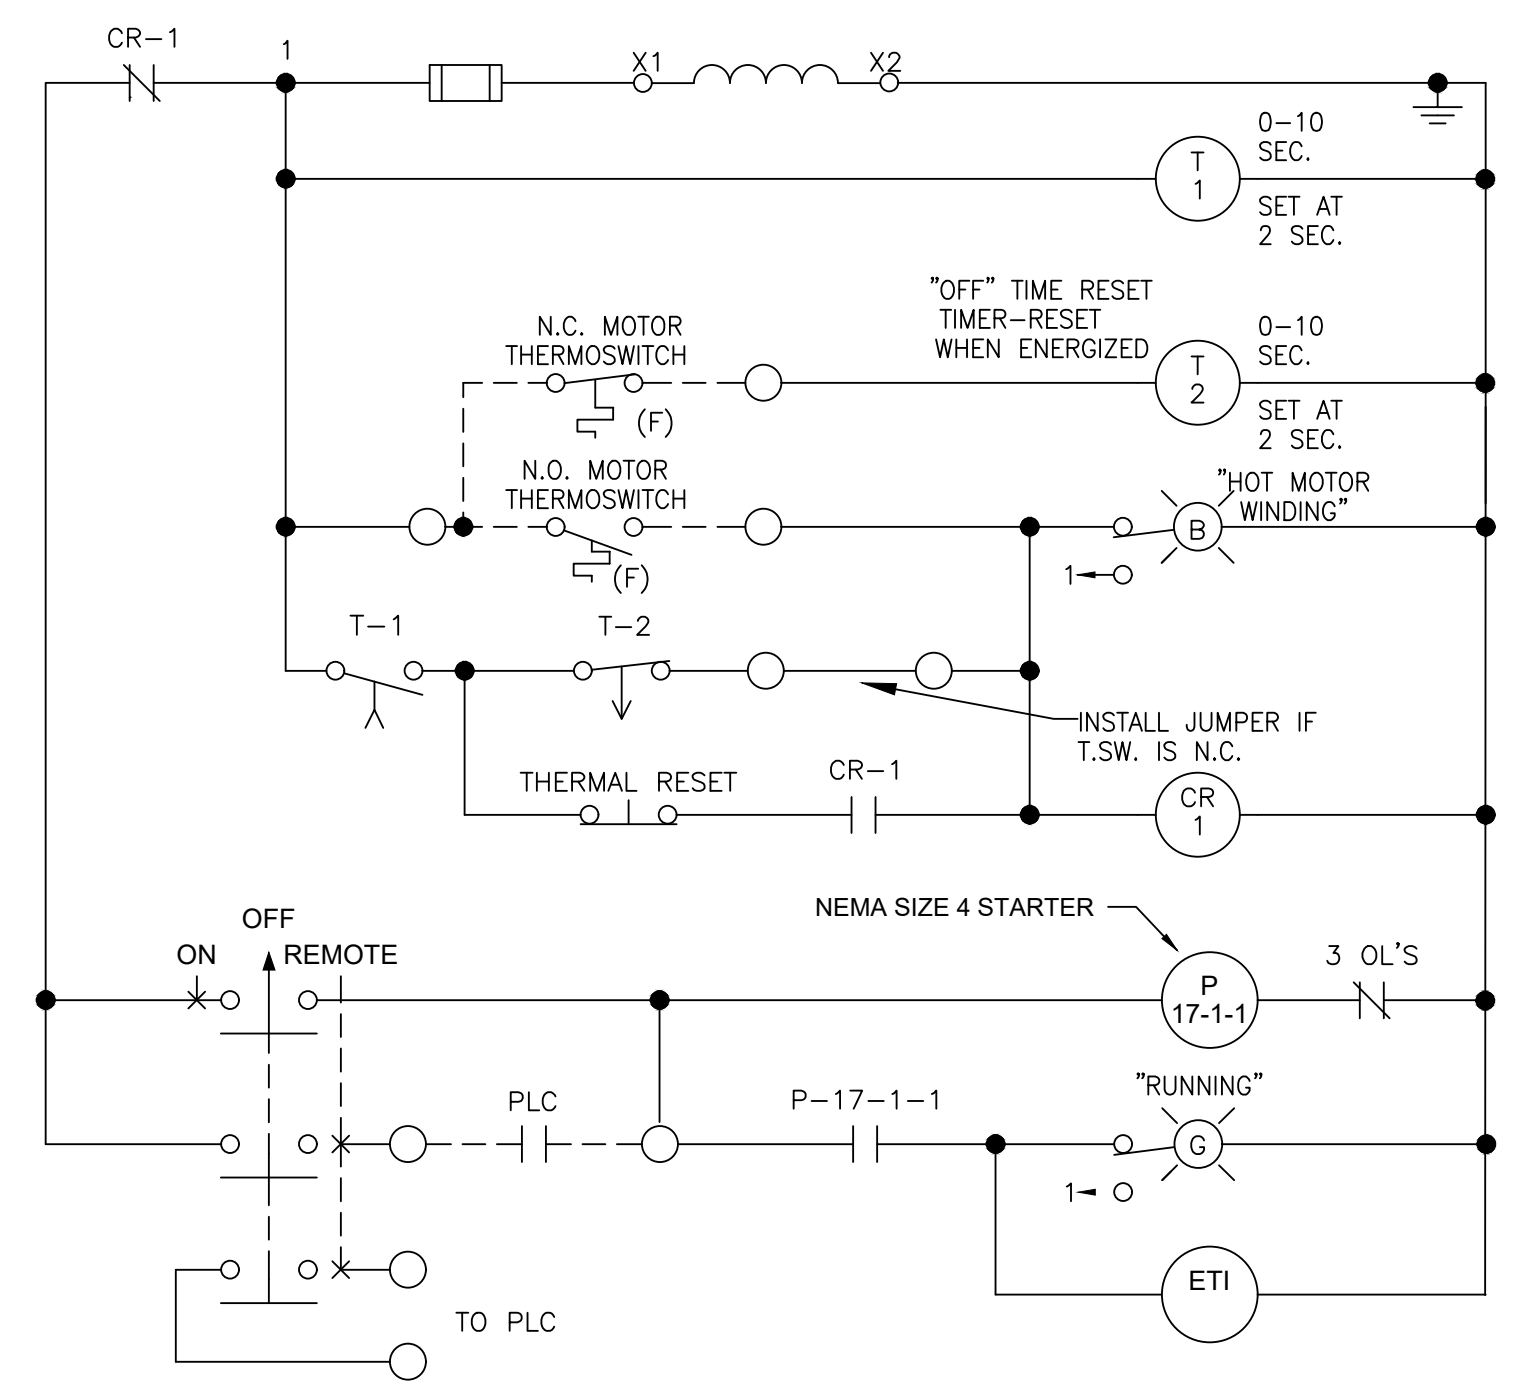 CR-1
1
X1
X2
0-10
SEC.
T
1
SET AT
2 SEC.
"OFF" TIME RESET
TIMER-RESET
WHEN ENERGIZED
N.C. MOTOR
THERMOSWITCH
(F)
0-10
SEC.
T
2
SET AT
2 SEC.
N.O. MOTOR
THERMOSWITCH
(F)
"HOT MOTOR
WINDING"
B
1
T-1
T-2
INSTALL JUMPER IF
T.SW. IS N.C.
THERMAL RESET
CR-1
CR
1
NEMA SIZE 4 STARTER
OFF
ON
REMOTE
P
17-1-1
3 OL'S
PLC
P-17-1-1
"RUNNING"
G
1
ETI
TO PLC